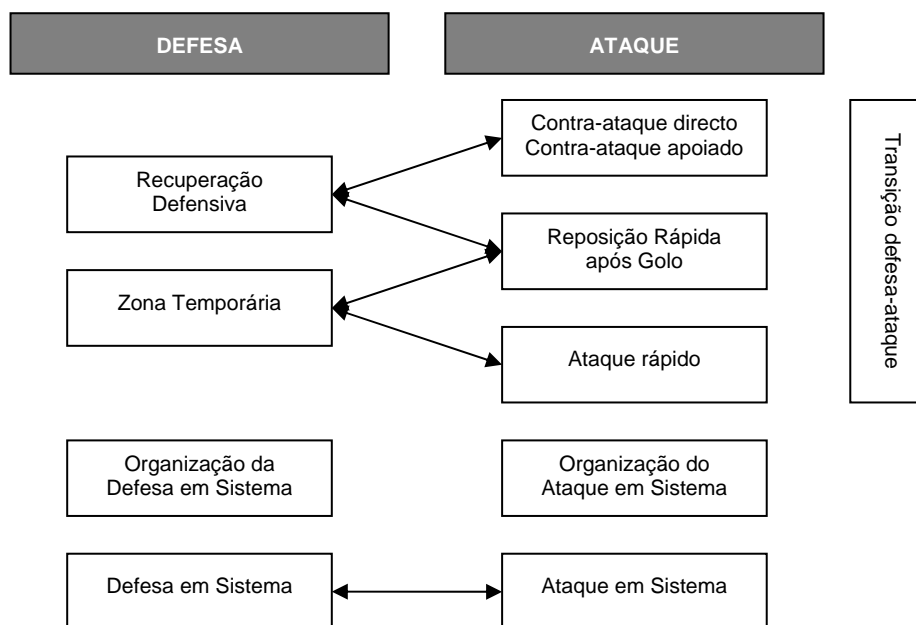 DEFESA
ATAQUE
Contra-ataque directo
Contra-ataque apoiado
Recuperação
Defensiva
Reposição Rápida
após Golo
Zona Temporária
Ataque rápido
Transição defesa-ataque
Organização da
Defesa em Sistema
Organização do
Ataque em Sistema
Defesa em Sistema
Ataque em Sistema